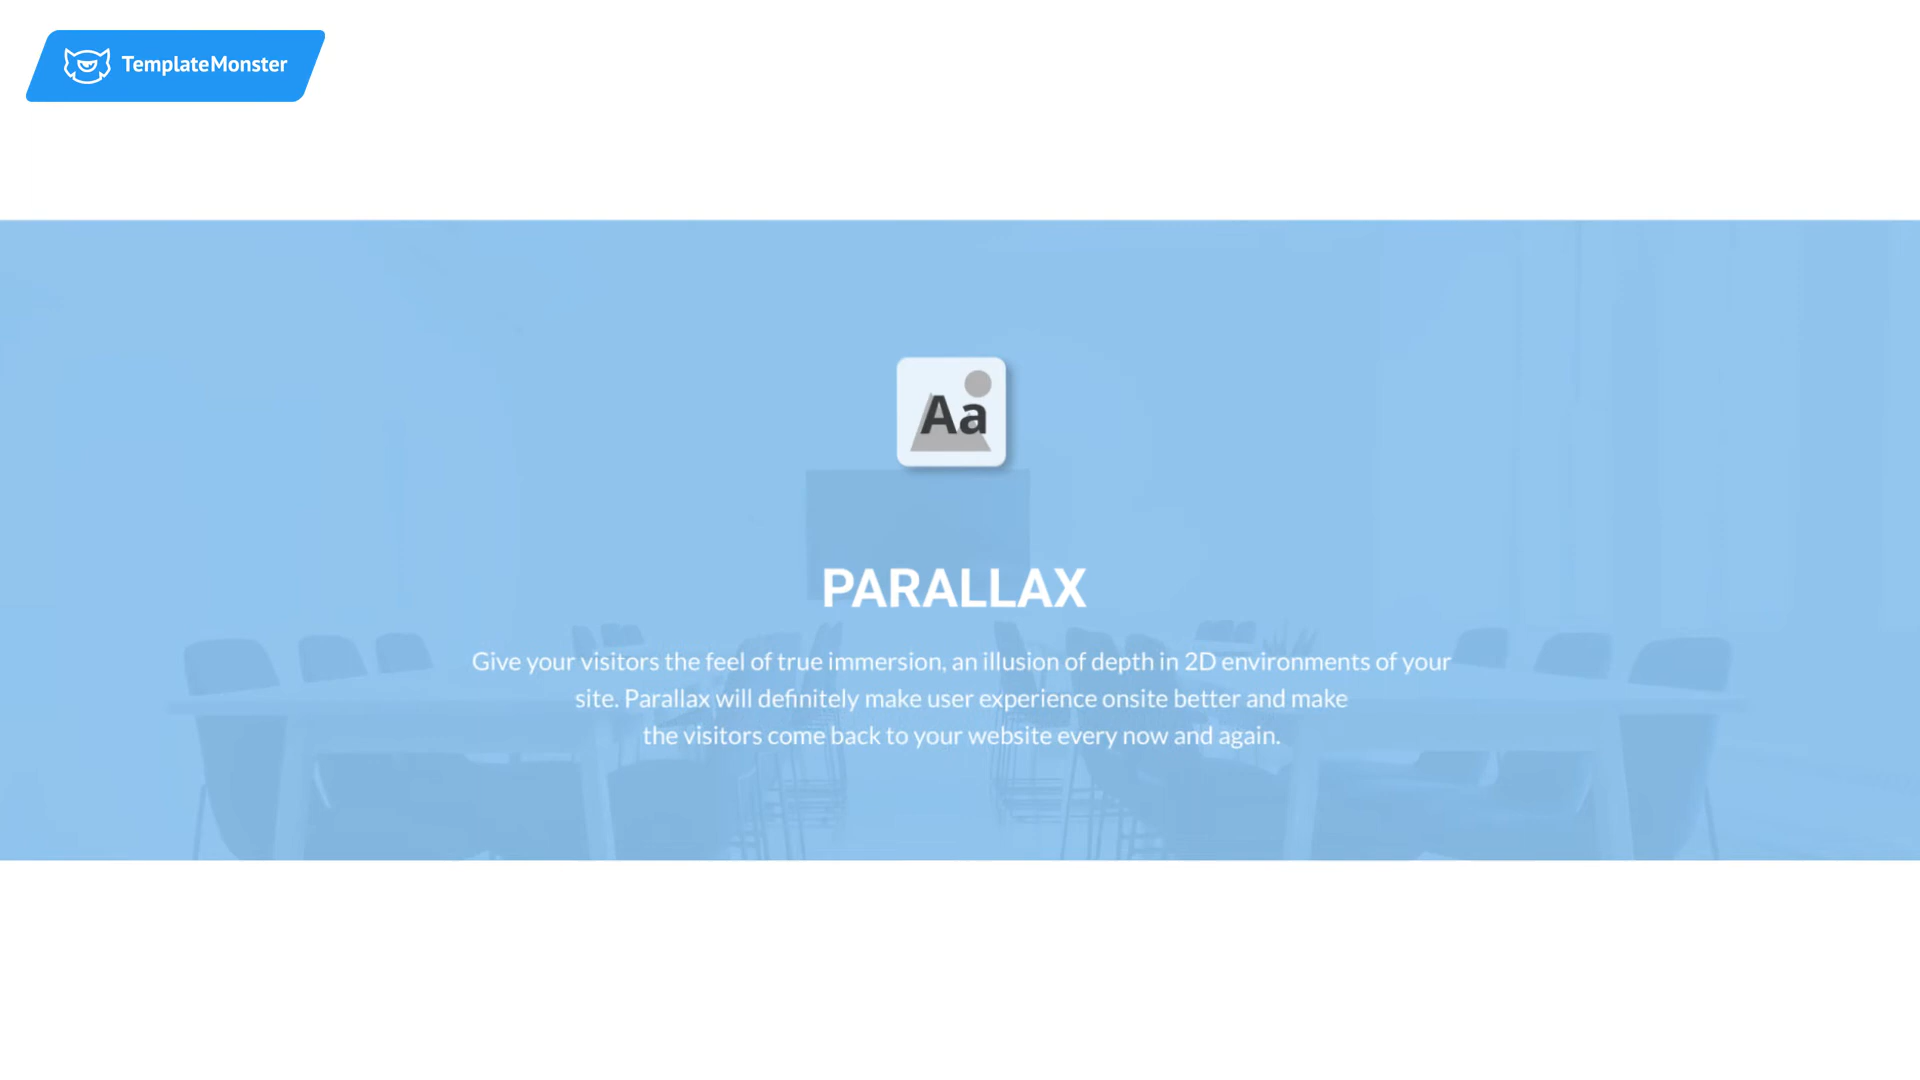 TemplateMonster
Aa
PARALLAX
Give your visitors the feel of true immersion, an illusion of depth in 2D environments of your
site. Parallax will definitely make user experience onsite better and make
the visitors come back to your website every now and again.